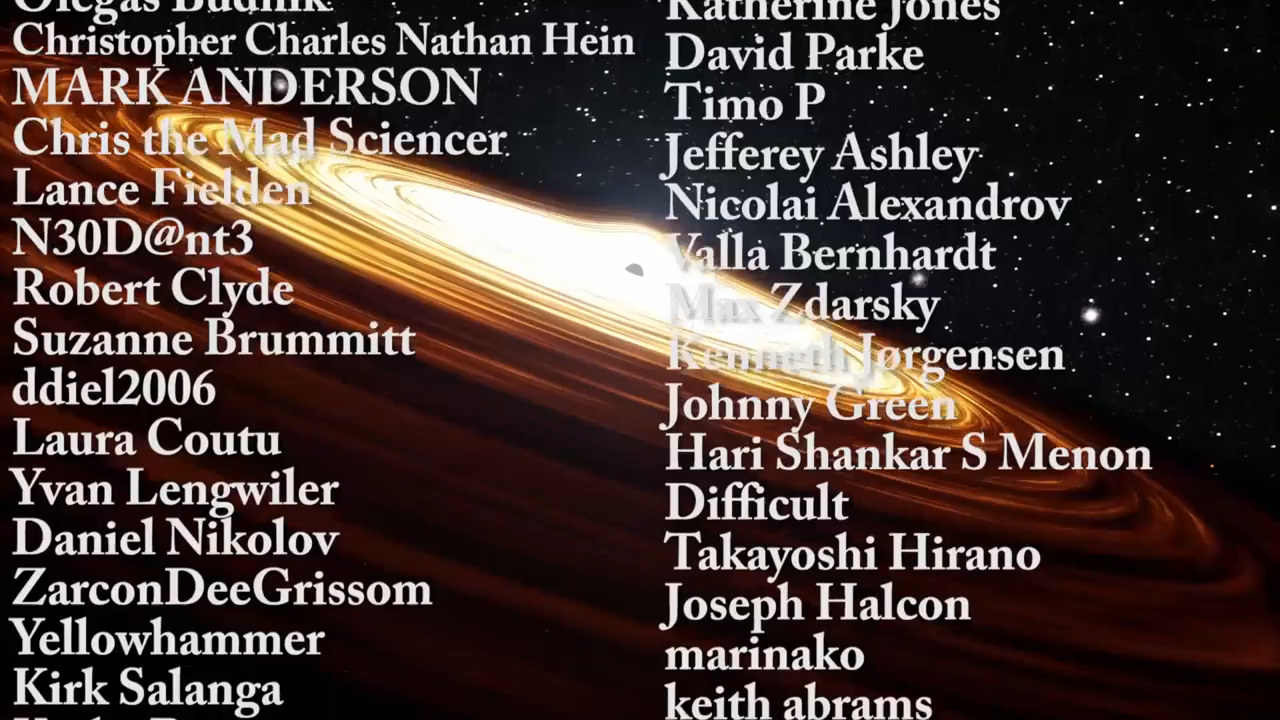 Olegas Budnik
Christopher Charles Nathan Hein
MARK ANDERSON
Chris the Mad Sciencer
Lance Fielden
N30D@nt3
Robert Clyde
Suzanne Brummitt
ddiel2006
Laura Coutu
Yvan Lengwiler
Daniel Nikolov
ZarconDeeGrissom
Yellowhammer
Kirk Salanga
Katherine Jones
David Parke
Timo P
Jefferey Ashley
Nicolai Alexandrov
Valla Bernhardt
Max Zdarsky
Kenneth Jørgensen
Johnny Green
Hari Shankar S Menon
Difficult
Takayoshi Hirano
Joseph Halcon
marinako
keith abrams